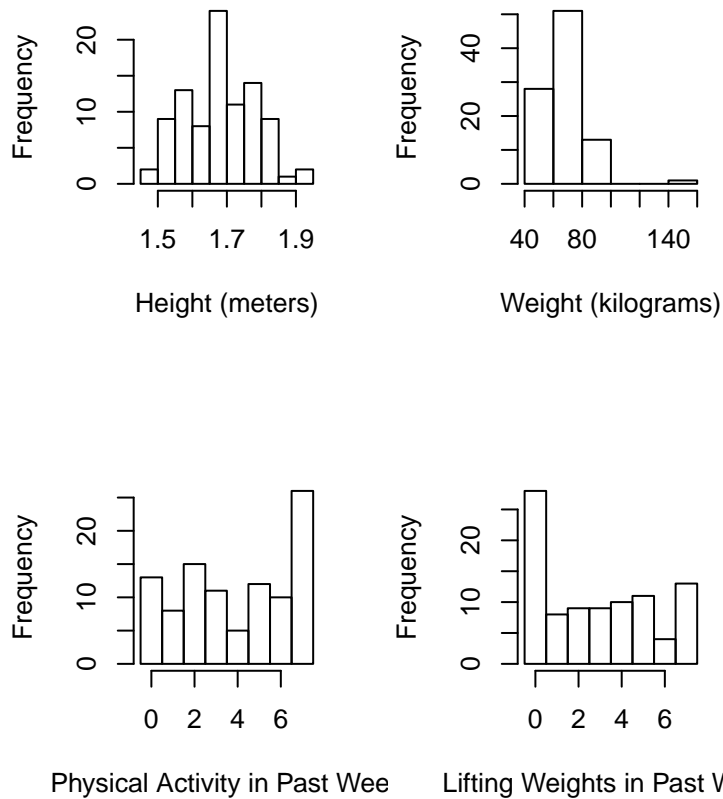 Frequency
0 10 20
1.5 1.7 1.9
Height (meters)
Frequency
0 20 40
40 80 140
Weight (kilograms)
Frequency
0 10 20
0 2 4 6
Physical Activity in Past Wee
Frequency
0 10 20
0 2 4 6
Lifting Weights in Past W